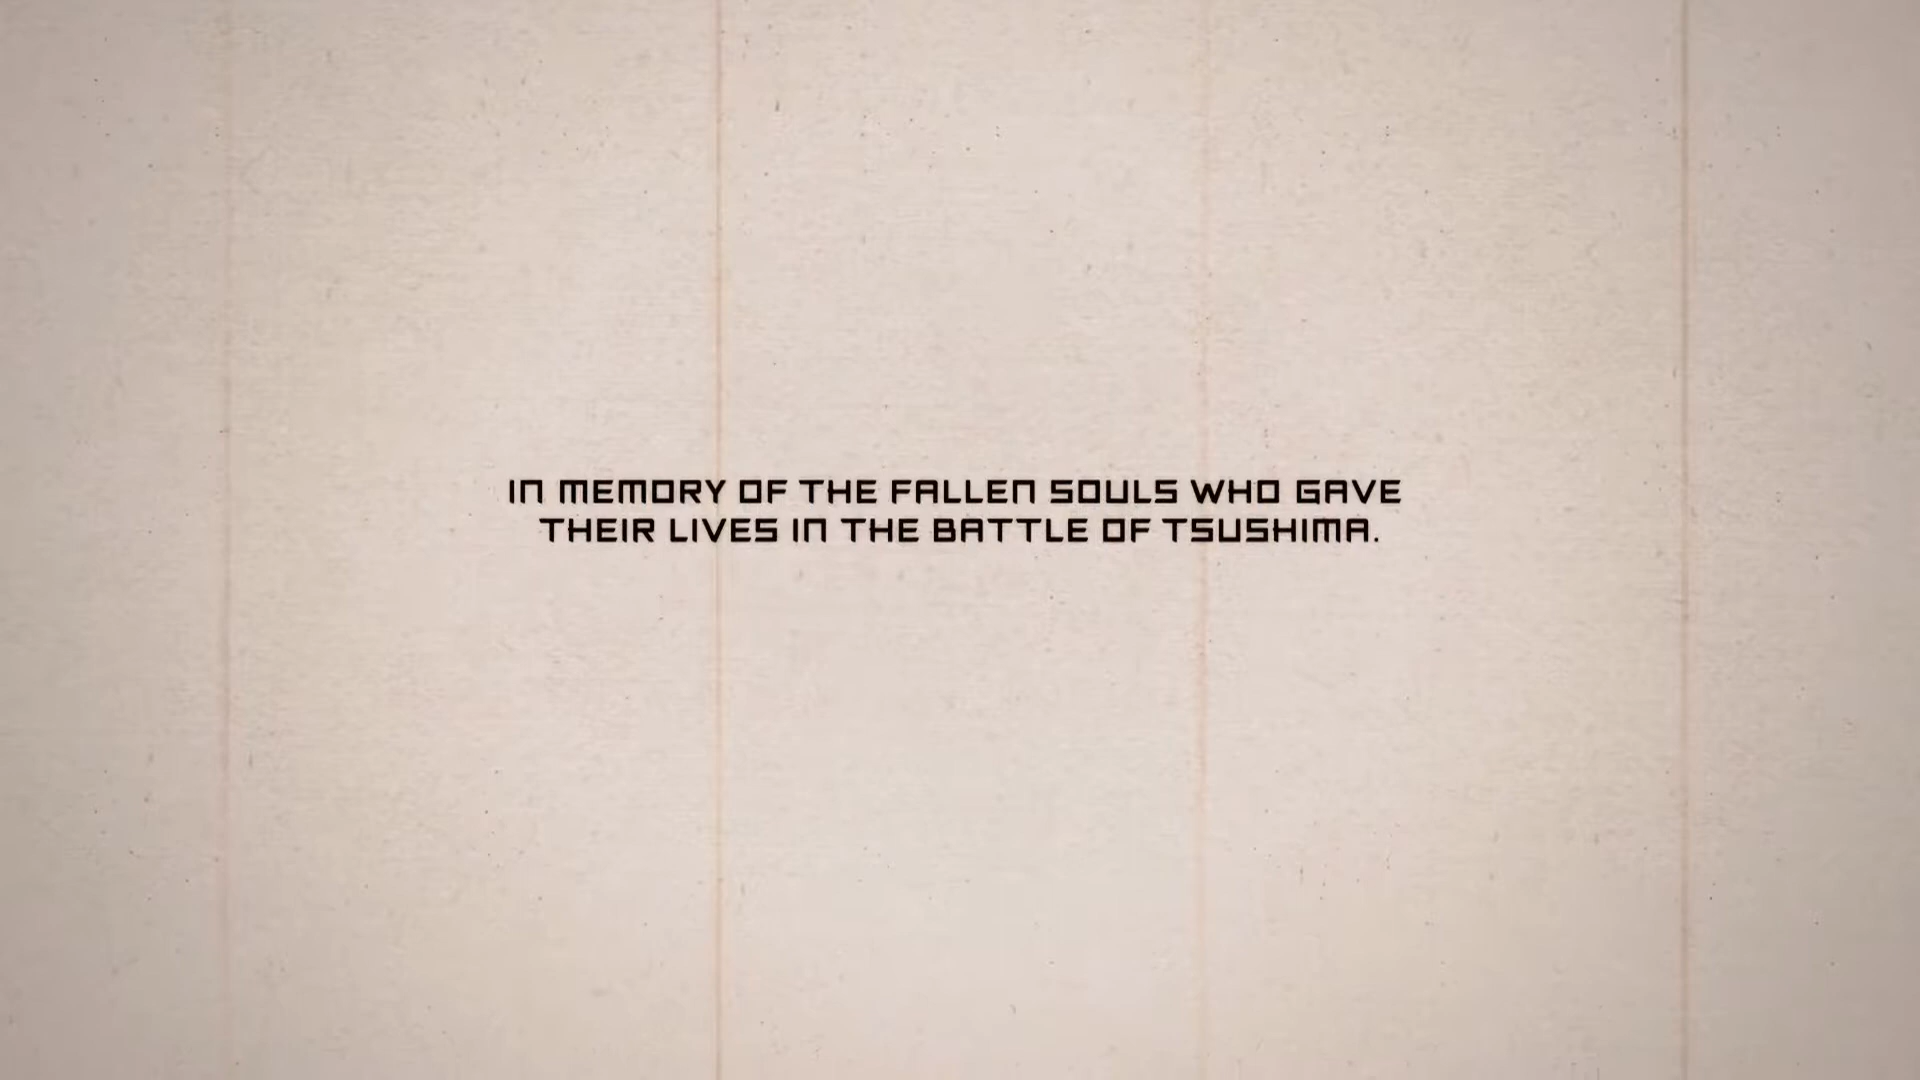 IN MEMORY OF THE FALLEN SOULS WHO GAVE
THEIR LIVES IN THE BATTLE OF TSUSHIMA.